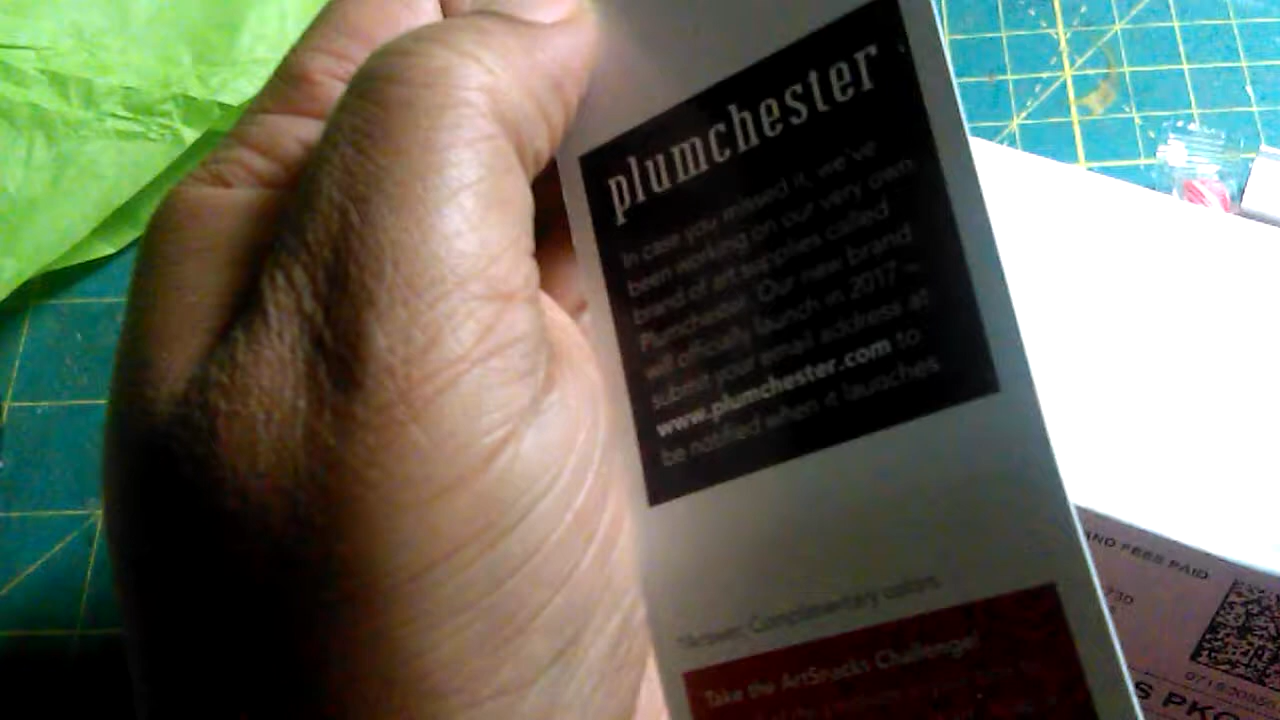 plumchester
In case you missed it, we've
been working on our very own
brand of art supplies called
Plumchester. Our new brand
will officially launch in 2017 –
submit your email address at
www.plumchester.com to
be notified when it launches
*Answer: Complimentary colors
Take the ArtSnacks Challenge!
AND FEES PAID
S PKG